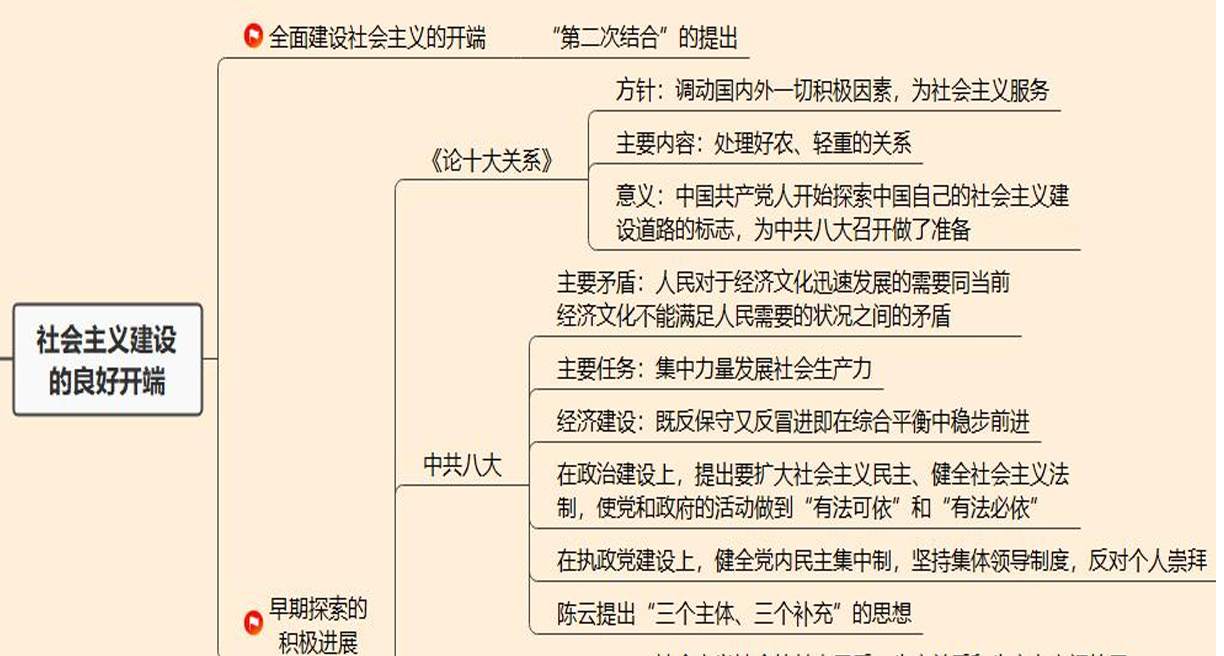 全面建设社会主义的开端 “第二次结合”的提出
方针：调动国内外一切积极因素，为社会主义服务
主要内容：处理好农、轻重的关系
《论十大关系》
意义：中国共产党人开始探索中国自己的社会主义建
设道路的标志，为中共八大召开做了准备
主要矛盾：人民对于经济文化迅速发展的需要同当前
经济文化不能满足人民需要的状况之间的矛盾
社会主义建设
的良好开端
主要任务：集中力量发展社会生产力
经济建设：既反保守又反冒进即在综合平衡中稳步前进
中共八大
在政治建设上，提出要扩大社会主义民主、健全社会主义法
制，使党和政府的活动做到“有法可依”和“有法必依”
在执政党建设上，健全党内民主集中制，坚持集体领导制度，反对个人崇拜
早期探索的
积极进展
陈云提出“三个主体、三个补充”的思想